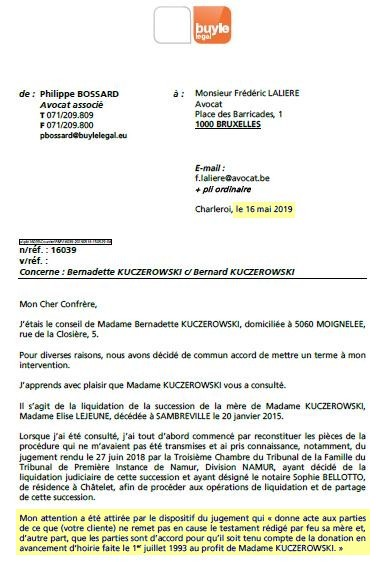 buyle
legal
de : Philippe BOSSARD
Avocat associé
T 071/209.809
F 071/209.800
pbossard@buylelegal.eu
à : Monsieur Frédéric LALIERE
Avocat
Place des Barricades, 1
1000 BRUXELLES
E-mail :
f.laliere@avocat.be
+ pli ordinaire
Charleroi, le 16 mai 2019
n/réf. : 16039
v/réf. :
Concerne : Bernadette KUCZEROWSKI c/ Bernard KUCZEROWSKI
Mon Cher Confrère,
J'étais le conseil de Madame Bernadette KUCZEROWSKI, domiciliée à 5060 MOIGNELEE,
rue de la Closière, 5.
Pour diverses raisons, nous avons décidé de commun accord de mettre un terme à mon
intervention.
J'apprends avec plaisir que Madame KUCZEROWSKI vous a consulté.
Il s'agit de la liquidation de la succession de la mère de Madame KUCZEROWSKI,
Madame Elise LEJEUNE, décédée à SAMBREVILLE le 20 janvier 2015.
Lorsque j'ai été consulté, j'ai tout d'abord commencé par reconstituer les pièces de la
procédure qui ne m'avaient pas été transmises et ai pris connaissance, notamment, du
jugement rendu le 27 juin 2018 par la Troisième Chambre du Tribunal de la Famille du
Tribunal de Première Instance de Namur, Division NAMUR, ayant décidé de la
liquidation judiciaire de cette succession et ayant désigné le notaire Sophie BELLOTTO,
de résidence à Châtelet, afin de procéder aux opérations de liquidation et de partage
de cette succession.
Mon attention a été attirée par le dispositif du jugement qui « donne acte aux parties
de ce que (votre cliente) ne remet pas en cause le testament rédigé par feu sa mère et,
d'autre part, que les parties sont d'accord pour qu'il soit tenu compte de la donation en
avancement d'hoirie faite le 1er juillet 1993 au profit de Madame KUCZEROWSKI. »